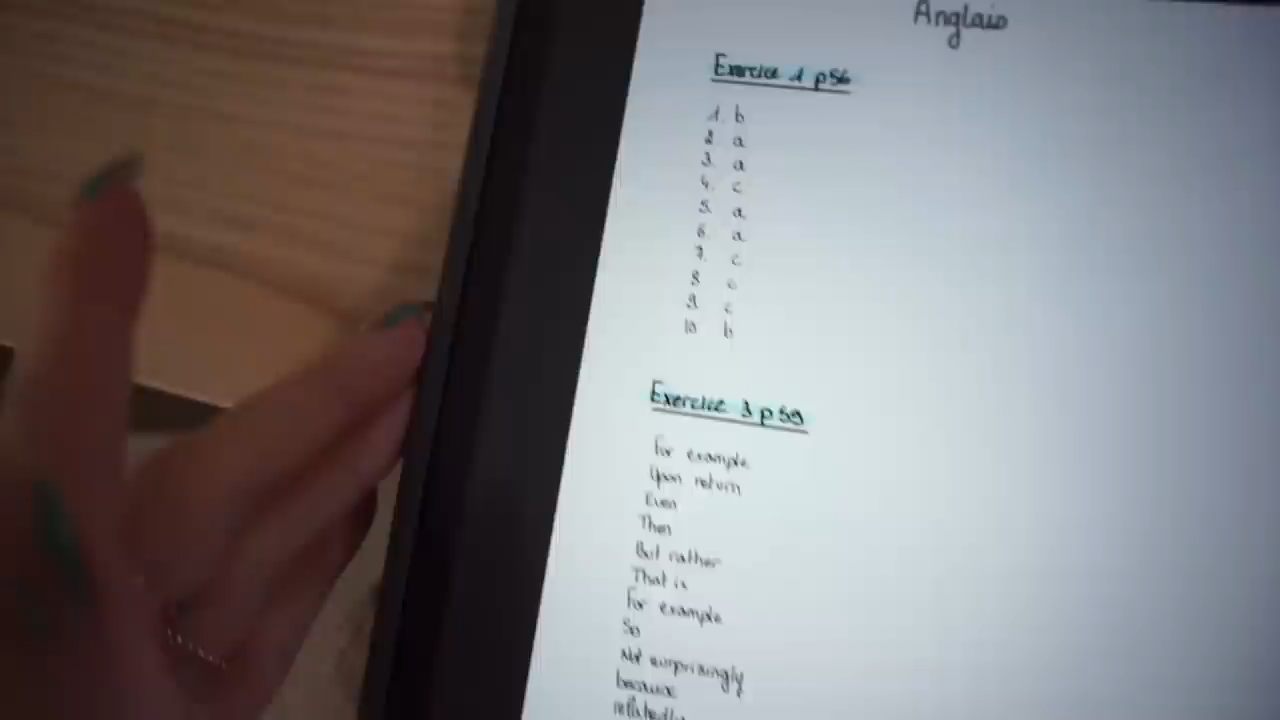 Anglais
Exercice 1 p56
1. b
2 a
3. a
4. c
5. a
6. a
7. c
8 c
9. c
10 b
Exercice 3 p59
For example
Upon return
Even
Then
But rather
That is
For example
So
Not surprisingly
because